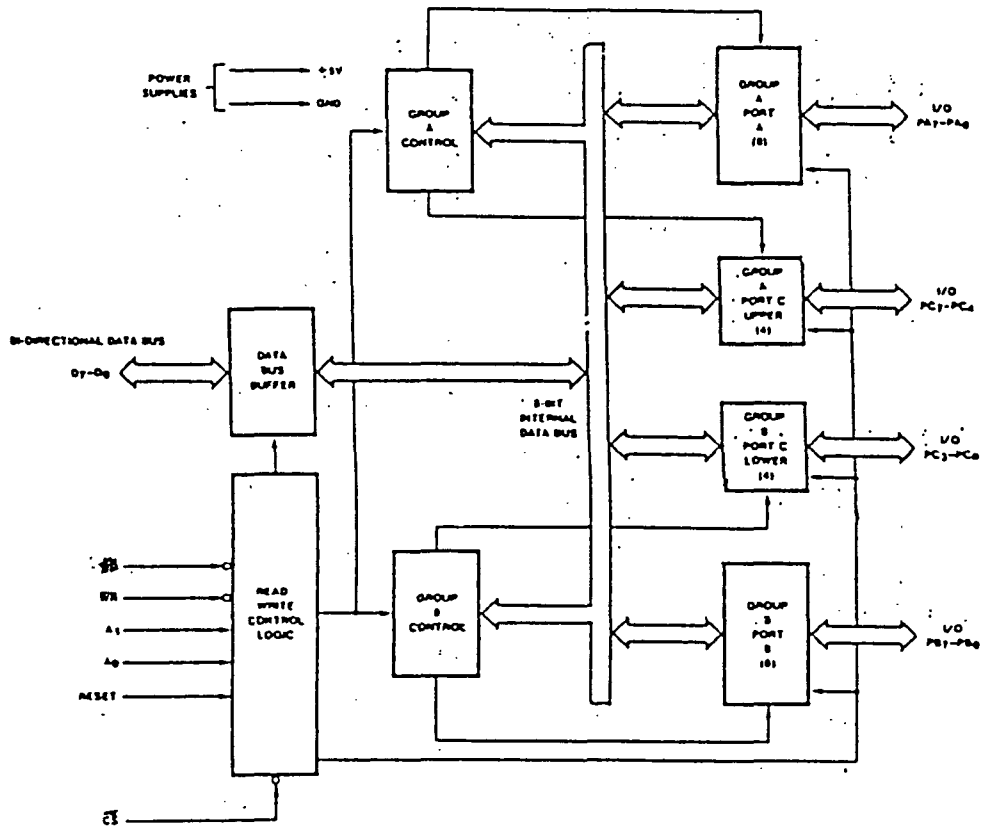 POWER
SUPPLIES
+5V
GND
GROUP
A
CONTROL
GROUP
A
PORT
A
(8)
I/O
PA7-PA0
GROUP
A
PORT C
UPPER
(4)
I/O
PC7-PC4
BI-DIRECTIONAL DATA BUS
D7-D0
DATA
BUS
BUFFER
8-BIT
INTERNAL
DATA BUS
GROUP
B
PORT C
LOWER
(4)
I/O
PC3-PC0
WR
A1
A0
RESET
CS
READ
WRITE
CONTROL
LOGIC
GROUP
B
CONTROL
GROUP
B
PORT
B
(8)
I/O
PB7-PB0